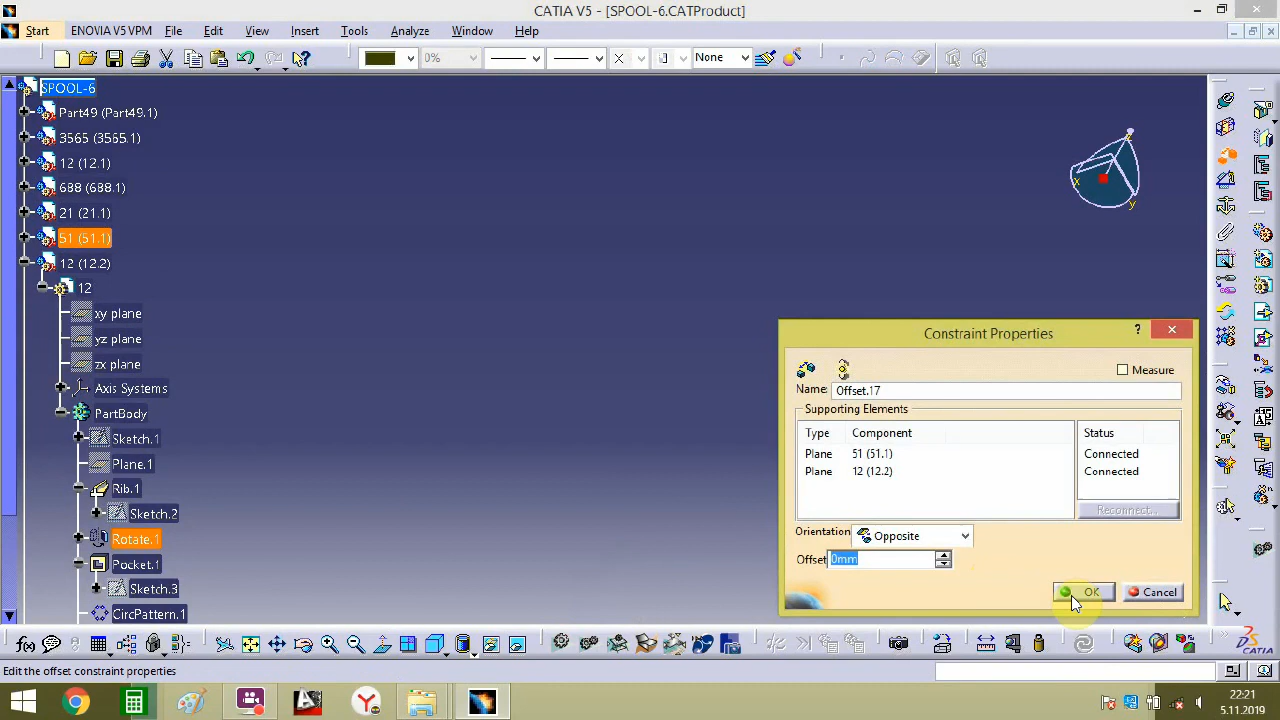 CATIA V5 - [SPOOL-6.CATProduct]
Start ENOVIA V5 VPM File Edit View Insert Tools Analyze Window Help
0% None
SPOOL-6
Part49 (Part49.1)
3565 (3565.1)
12 (12.1)
688 (688.1)
21 (21.1)
51 (51.1)
12 (12.2)
12
xy plane
yz plane
zx plane
Axis Systems
PartBody
Sketch.1
Plane.1
Rib.1
Sketch.2
Rotate.1
Pocket.1
Sketch.3
CircPattern.1
x
y
Constraint Properties
Measure
Name: Offset.17
Supporting Elements
Type Component Status
Plane 51 (51.1) Connected
Plane 12 (12.2) Connected
Reconnect...
Orientation Opposite
Offset 0mm
OK Cancel
f(x)
CATIA
Edit the offset constraint properties
22:21
5.11.2019